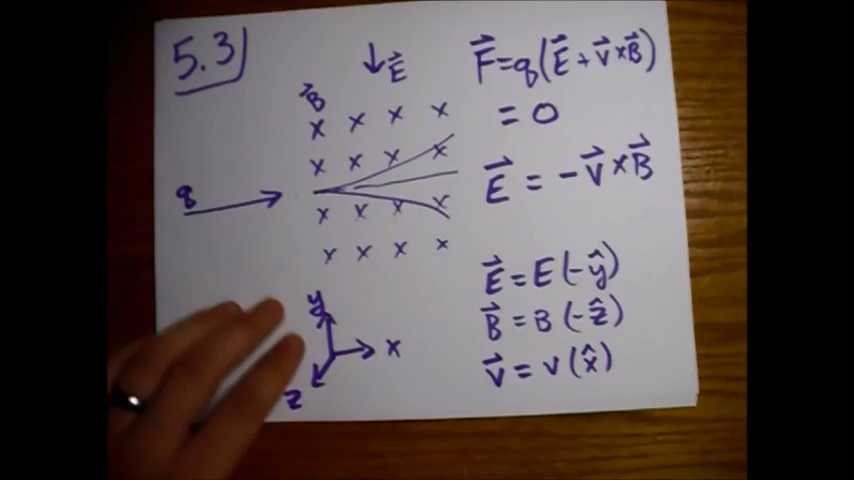 5.3
↓ E⃗
B⃗
x x x x
x x x x
x x x x
x x x x
q
y
x
z
F⃗=q(E⃗+v⃗×B⃗)
= 0
E⃗ = -v⃗×B⃗
E⃗ = E(-ŷ)
B⃗ = B(-ẑ)
v⃗ = v(x̂)